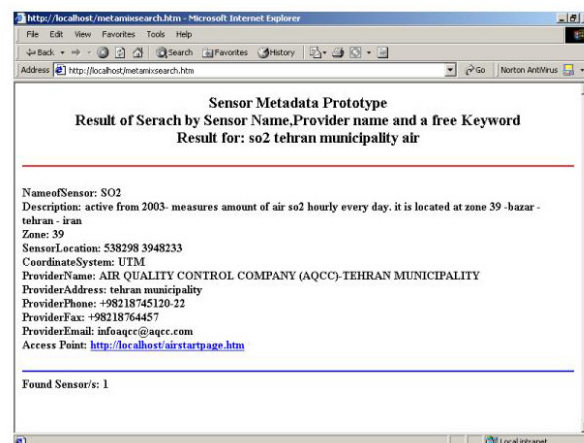 http://localhost/metamixsearch.htm - Microsoft Internet Explorer
File Edit View Favorites Tools Help
Back Search Favorites History
Address http://localhost/metamixsearch.htm Go Norton AntiVirus
Sensor Metadata Prototype
Result of Serach by Sensor Name,Provider name and a free Keyword
Result for: so2 tehran municipality air
NameofSensor: SO2
Description: active from 2003- measures amount of air so2 hourly every day. it is located at zone 39 -bazar -
tehran - iran
Zone: 39
SensorLocation: 538298 3948233
CoordinateSystem: UTM
ProviderName: AIR QUALITY CONTROL COMPANY (AQCC)-TEHRAN MUNICIPALITY
ProviderAddress: tehran municipality
ProviderPhone: +98218745120-22
ProviderFax: +98218764457
ProviderEmail: infoaqcc@aqcc.com
Access Point: http://localhost/airstartpage.htm
Found Sensor/s: 1
Local intranet